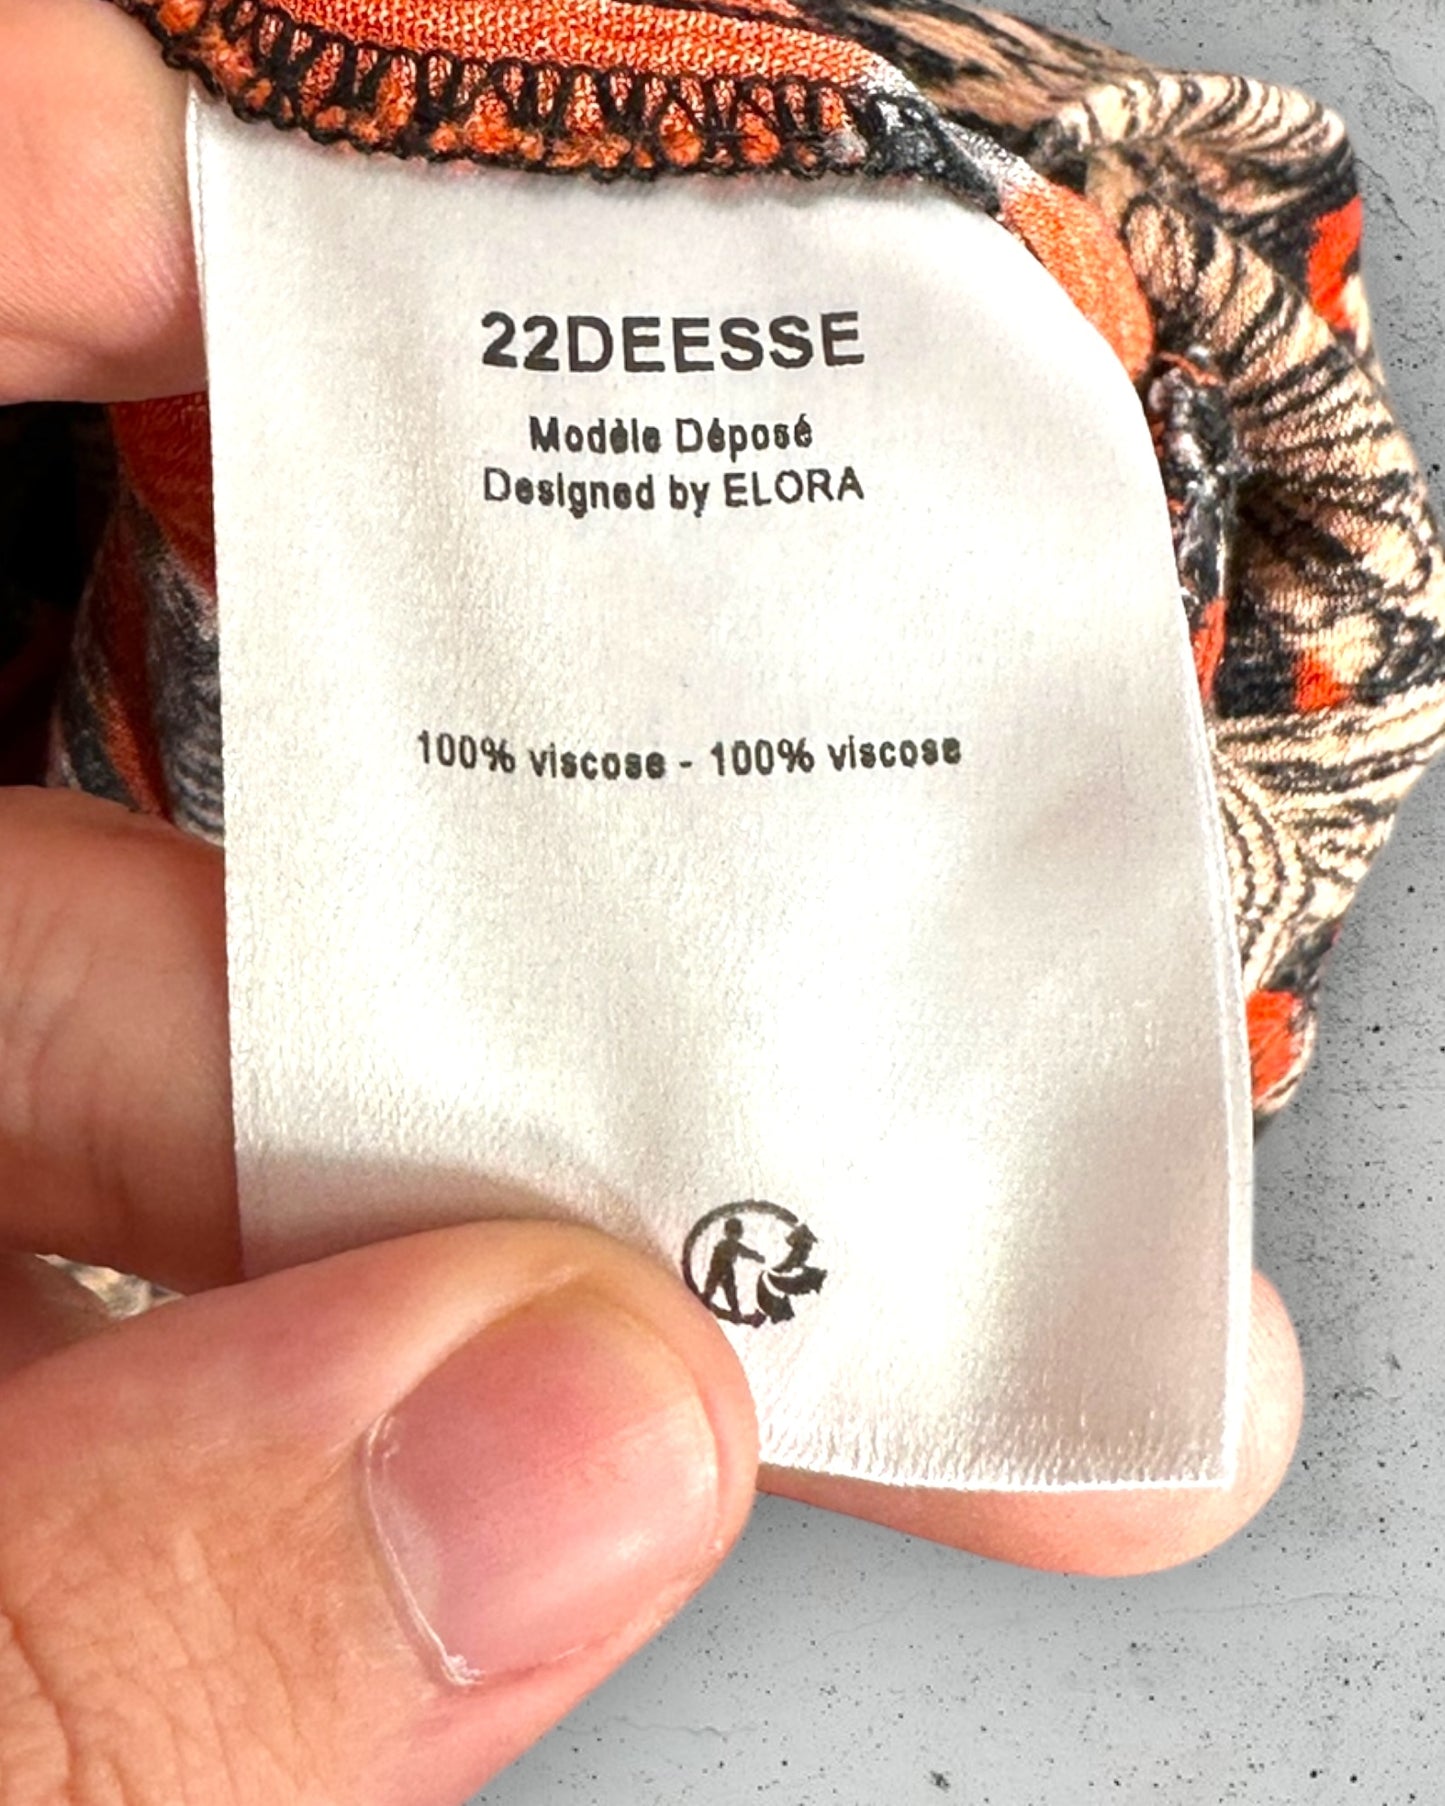 22DEESSE
Modèle Déposé
Designed by ELORA
100% viscose - 100% viscose